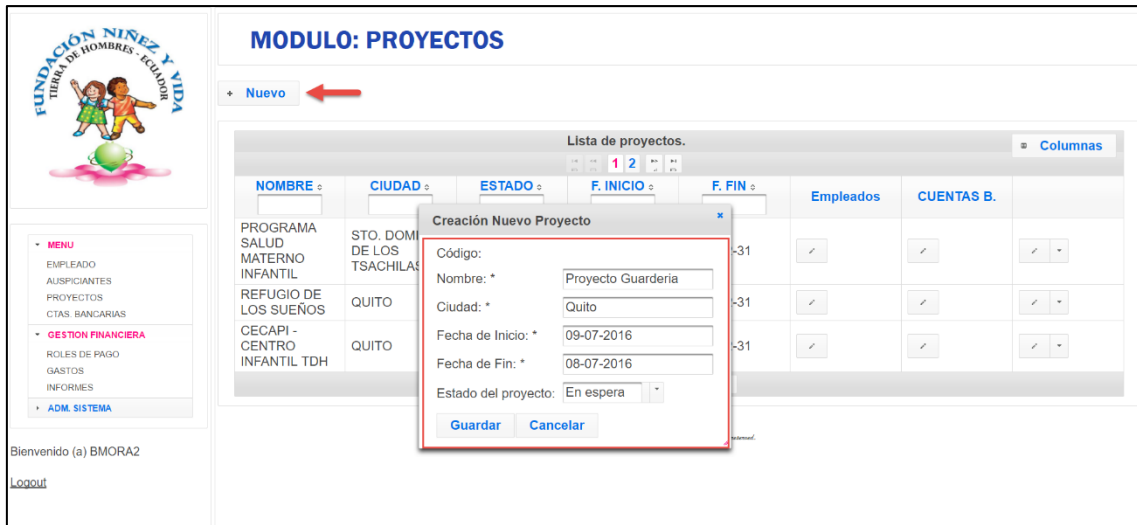 FUNDACIÓN NIÑEZ Y VIDA
TIERRA DE HOMBRES - ECUADOR
MODULO: PROYECTOS
+ Nuevo
Lista de proyectos.
Columnas
1 2
NOMBRE CIUDAD ESTADO F. INICIO F. FIN Empleados CUENTAS B.
PROGRAMA
SALUD
MATERNO
INFANTIL
STO. DOMI
DE LOS
TSACHILAS
-31
REFUGIO DE
LOS SUEÑOS
QUITO
-31
CECAPI -
CENTRO
INFANTIL TDH
QUITO
-31
Creación Nuevo Proyecto
Código:
Nombre: * Proyecto Guarderia
Ciudad: * Quito
Fecha de Inicio: * 09-07-2016
Fecha de Fin: * 08-07-2016
Estado del proyecto: En espera
Guardar Cancelar
MENU
EMPLEADO
AUSPICIANTES
PROYECTOS
CTAS. BANCARIAS
GESTION FINANCIERA
ROLES DE PAGO
GASTOS
INFORMES
ADM. SISTEMA
Bienvenido (a) BMORA2
Logout